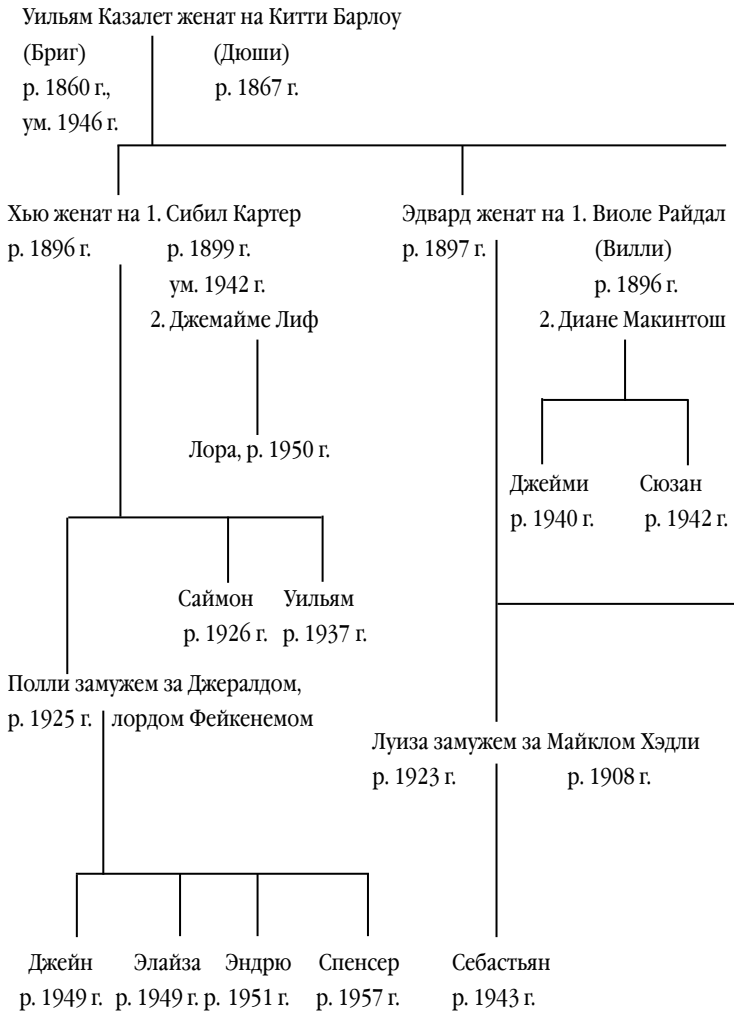 Уильям Казалет женат на Китти Барлоу
(Бриг) (Дюши)
р. 1860 г., р. 1867 г.
ум. 1946 г.
Хью женат на 1. Сибил Картер
р. 1896 г. р. 1899 г.
ум. 1942 г.
2. Джемайме Лиф
Лора, р. 1950 г.
Эдвард женат на 1. Виоле Райдал
р. 1897 г. (Вилли)
р. 1896 г.
2. Диане Макинтош
Джейми Сюзан
р. 1940 г. р. 1942 г.
Саймон Уильям
р. 1926 г. р. 1937 г.
Полли замужем за Джералдом,
р. 1925 г. лордом Фейкенемом
Луиза замужем за Майклом Хэдли
р. 1923 г. р. 1908 г.
Джейн Элайза Эндрю Спенсер Себастьян
р. 1949 г. р. 1949 г. р. 1951 г. р. 1957 г. р. 1943 г.